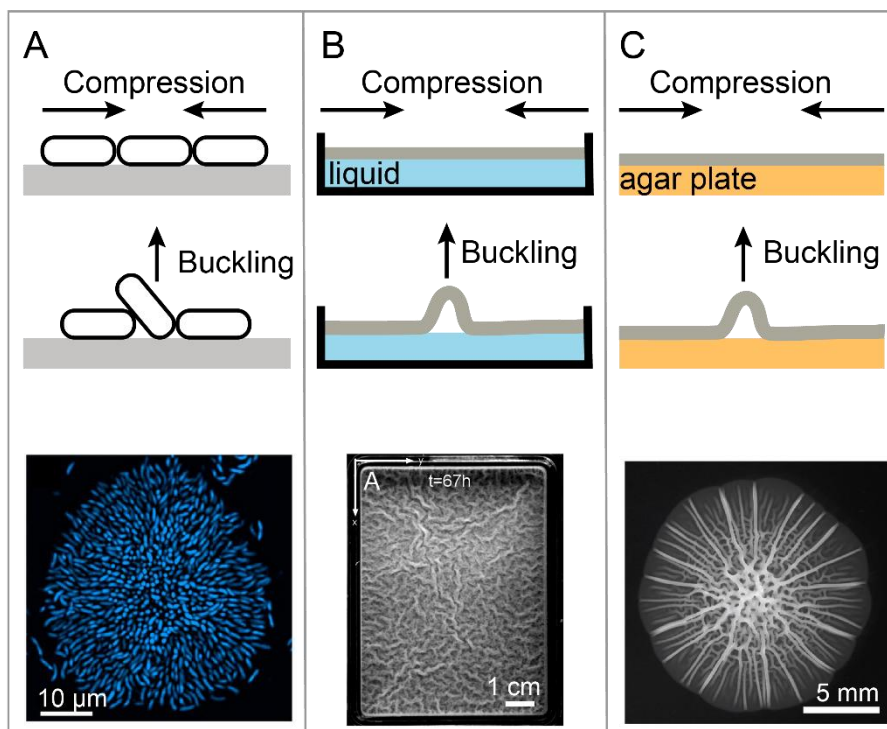 A
Compression
Buckling
10 µm
B
Compression
liquid
Buckling
A
y
t=67h
x
1 cm
C
Compression
agar plate
Buckling
5 mm